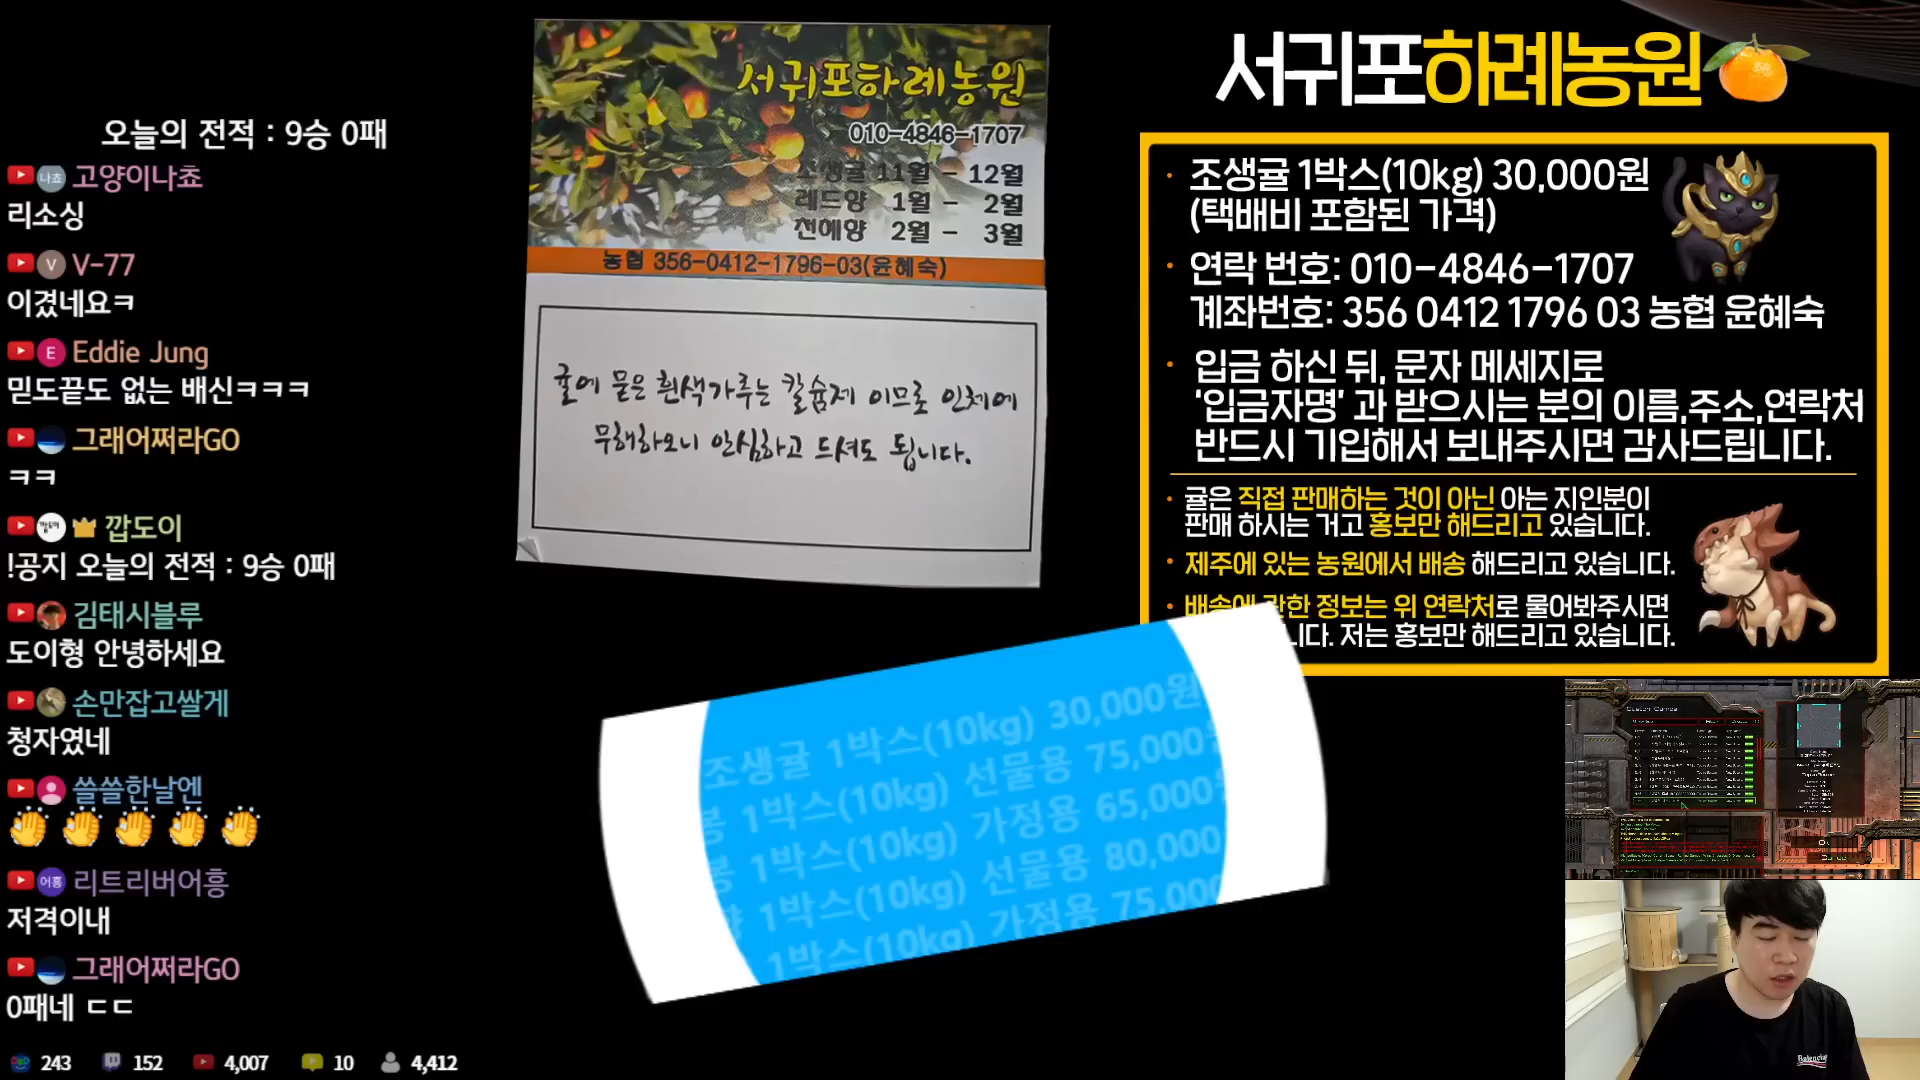 오늘의 전적 : 9승 0패
고양이나쵸
리소싱
V V-77
이겼네요ㅋ
E Eddie Jung
믿도끝도 없는 배신ㅋㅋㅋ
그래어쩌라GO
ㅋㅋ
깝도이
!공지 오늘의 전적 : 9승 0패
김태시블루
도이형 안녕하세요
손만잡고쌀게
청자였네
쓸쓸한날엔
어흥 리트리버어흥
저격이내
그래어쩌라GO
0패네 ㄷㄷ
243 152 4,007 10 4,412
서귀포하례농원
010-4846-1707
조생귤 11월 - 12월
레드향 1월 - 2월
천혜향 2월 - 3월
농협 356-0412-1796-03(윤혜숙)
귤에 묻은 흰색가루는 칼슘제 이므로 인체에
무해하오니 안심하고 드셔도 됩니다.
조생귤 1박스(10kg) 30,000원
1박스(10kg) 선물용 75,000
1박스(10kg) 가정용 65,000
1박스(10kg) 선물용 80,000
1박스(10kg) 가정용 75,000
1박스(10kg)
서귀포하례농원
• 조생귤 1박스(10kg) 30,000원
(택배비 포함된 가격)
• 연락 번호: 010-4846-1707
계좌번호: 356 0412 1796 03 농협 윤혜숙
• 입금 하신 뒤, 문자 메세지로
‘입금자명’ 과 받으시는 분의 이름,주소,연락처
반드시 기입해서 보내주시면 감사드립니다.
• 귤은 직접 판매하는 것이 아닌 아는 지인분이
판매 하시는 거고 홍보만 해드리고 있습니다.
• 제주에 있는 농원에서 배송 해드리고 있습니다.
• 배송에 관한 정보는 위 연락처로 물어봐주시면
니다. 저는 홍보만 해드리고 있습니다.
Custom Games
Balenciaga